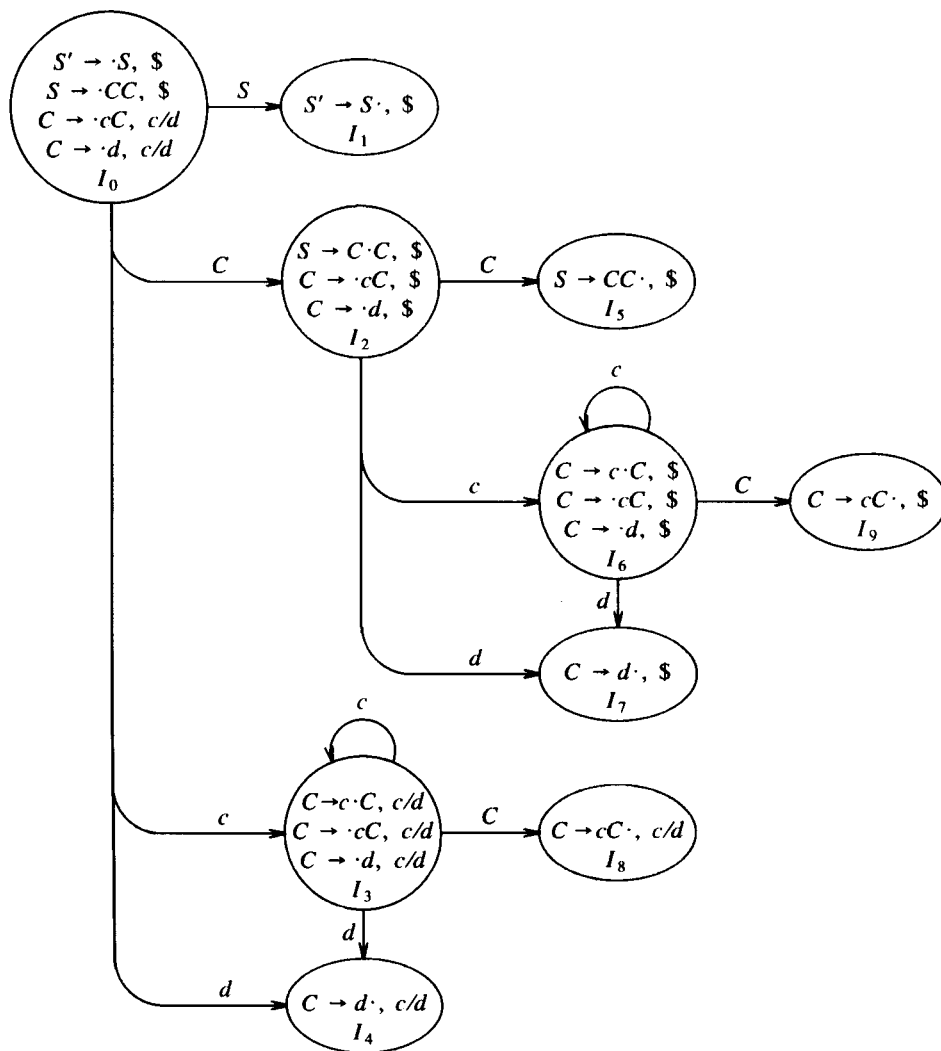 S′ → ·S, $
S → ·CC, $
C → ·cC, c/d
C → ·d, c/d
I₀
S
S′ → S·, $
I₁
C
S → C·C, $
C → ·cC, $
C → ·d, $
I₂
C
S → CC·, $
I₅
c
c
C → c·C, $
C → ·cC, $
C → ·d, $
I₆
C
C → cC·, $
I₉
d
d
C → d·, $
I₇
c
c
C→c·C, c/d
C → ·cC, c/d
C → ·d, c/d
I₃
C
C→cC·, c/d
I₈
d
d
C → d·, c/d
I₄